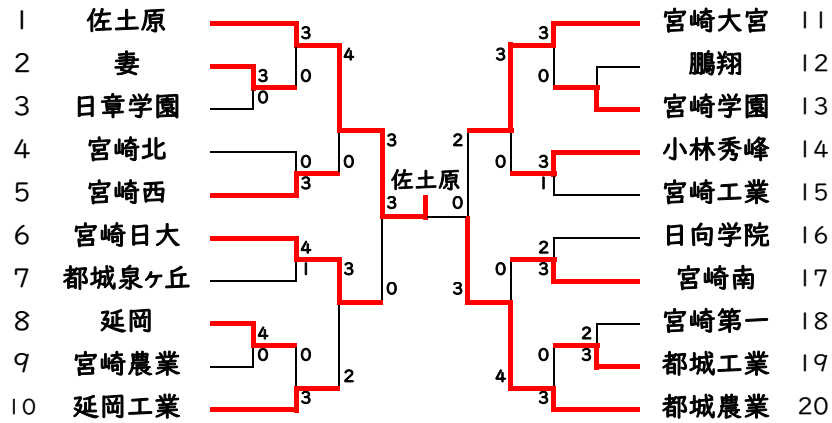 1 佐土原
2 妻
3 日章学園
4 宮崎北
5 宮崎西
6 宮崎日大
7 都城泉ヶ丘
8 延岡
9 宮崎農業
10 延岡工業
3
0
3
0
4
0
3
0
4
1
3
4
0
0
3
2
3
0
3
佐土原
0
2
3
3
0
3
0
3
1
2
3
0
2
3
0
4
3
宮崎大宮 11
鵬翔 12
宮崎学園 13
小林秀峰 14
宮崎工業 15
日向学院 16
宮崎南 17
宮崎第一 18
都城工業 19
都城農業 20